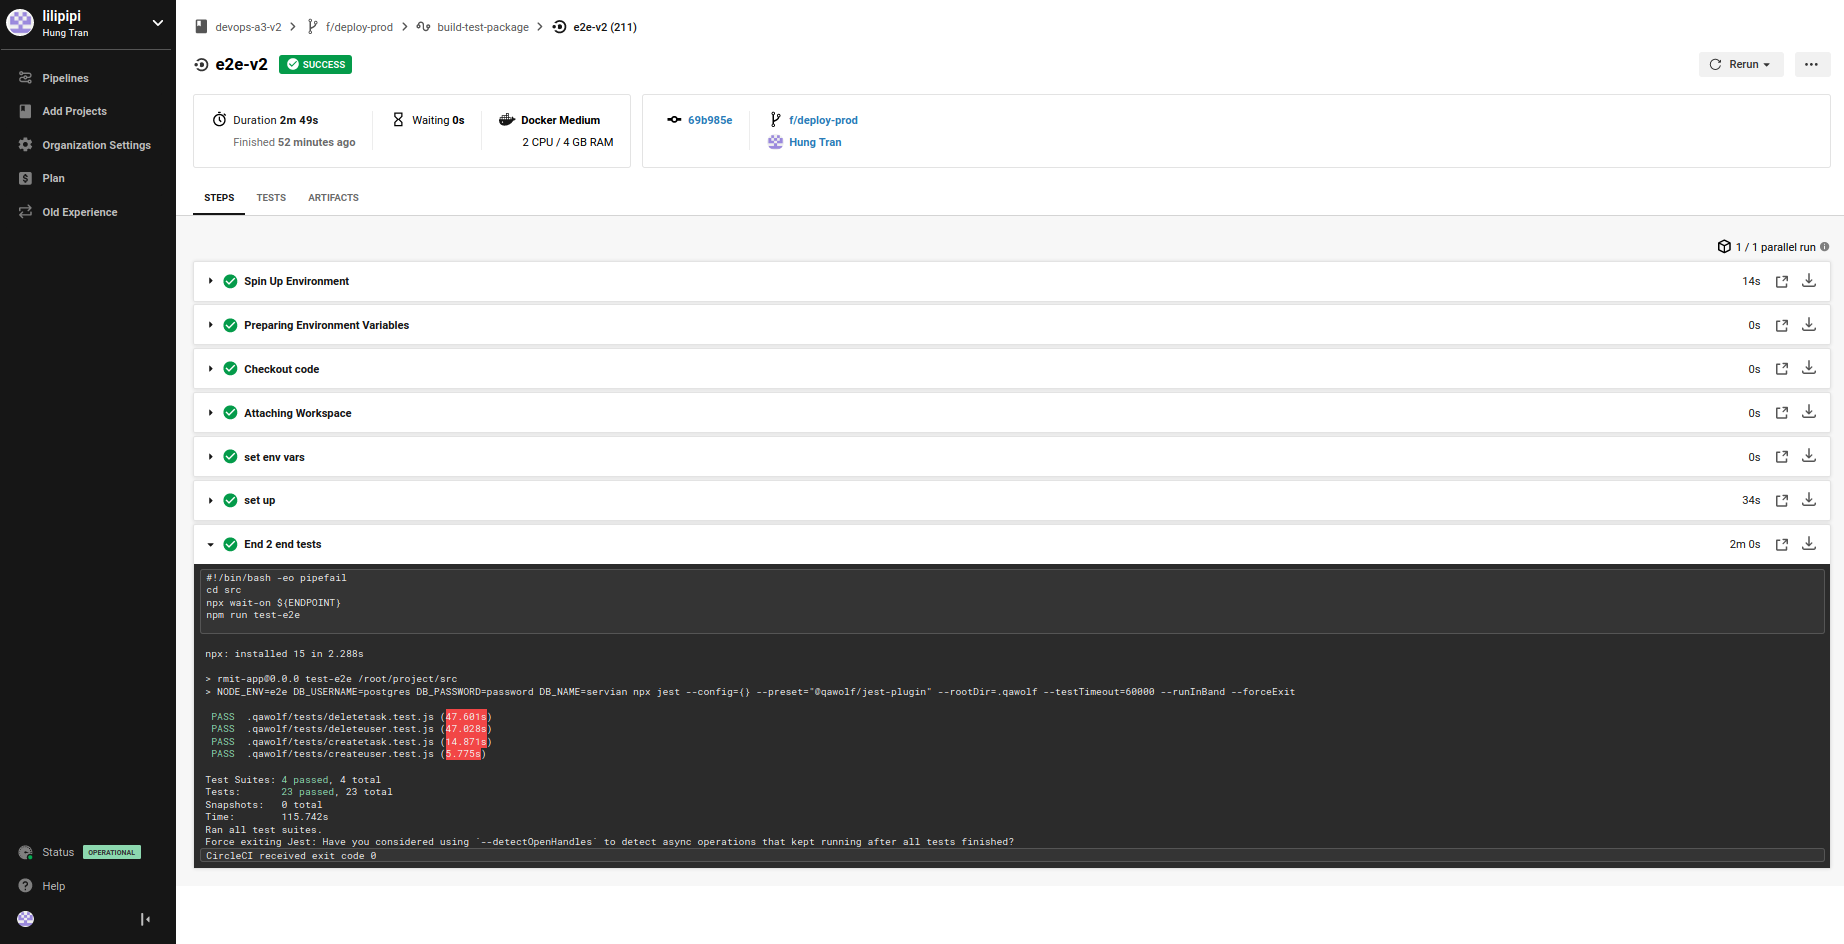 lilipipi
Hung Tran
Pipelines
Add Projects
Organization Settings
Plan
Old Experience
Status OPERATIONAL
Help
devops-a3-v2 f/deploy-prod build-test-package e2e-v2 (211)
e2e-v2 SUCCESS
Rerun
Duration 2m 49s
Finished 52 minutes ago
Waiting 0s
Docker Medium
2 CPU / 4 GB RAM
69b985e
f/deploy-prod
Hung Tran
STEPS TESTS ARTIFACTS
1 / 1 parallel run
Spin Up Environment 14s
Preparing Environment Variables 0s
Checkout code 0s
Attaching Workspace 0s
set env vars 0s
set up 34s
End 2 end tests 2m 0s
#!/bin/bash -eo pipefail
cd src
npx wait-on ${ENDPOINT}
npm run test-e2e
npx: installed 15 in 2.288s
> rmit-app@0.0.0 test-e2e /root/project/src
> NODE_ENV=e2e DB_USERNAME=postgres DB_PASSWORD=password DB_NAME=servian npx jest --config={} --preset="@qawolf/jest-plugin" --rootDir=.qawolf --testTimeout=60000 --runInBand --forceExit
PASS .qawolf/tests/deletetask.test.js (47.601s)
PASS .qawolf/tests/deleteuser.test.js (47.028s)
PASS .qawolf/tests/createtask.test.js (14.871s)
PASS .qawolf/tests/createuser.test.js (5.775s)
Test Suites: 4 passed, 4 total
Tests: 23 passed, 23 total
Snapshots: 0 total
Time: 115.742s
Ran all test suites.
Force exiting Jest: Have you considered using `--detectOpenHandles` to detect async operations that kept running after all tests finished?
CircleCI received exit code 0